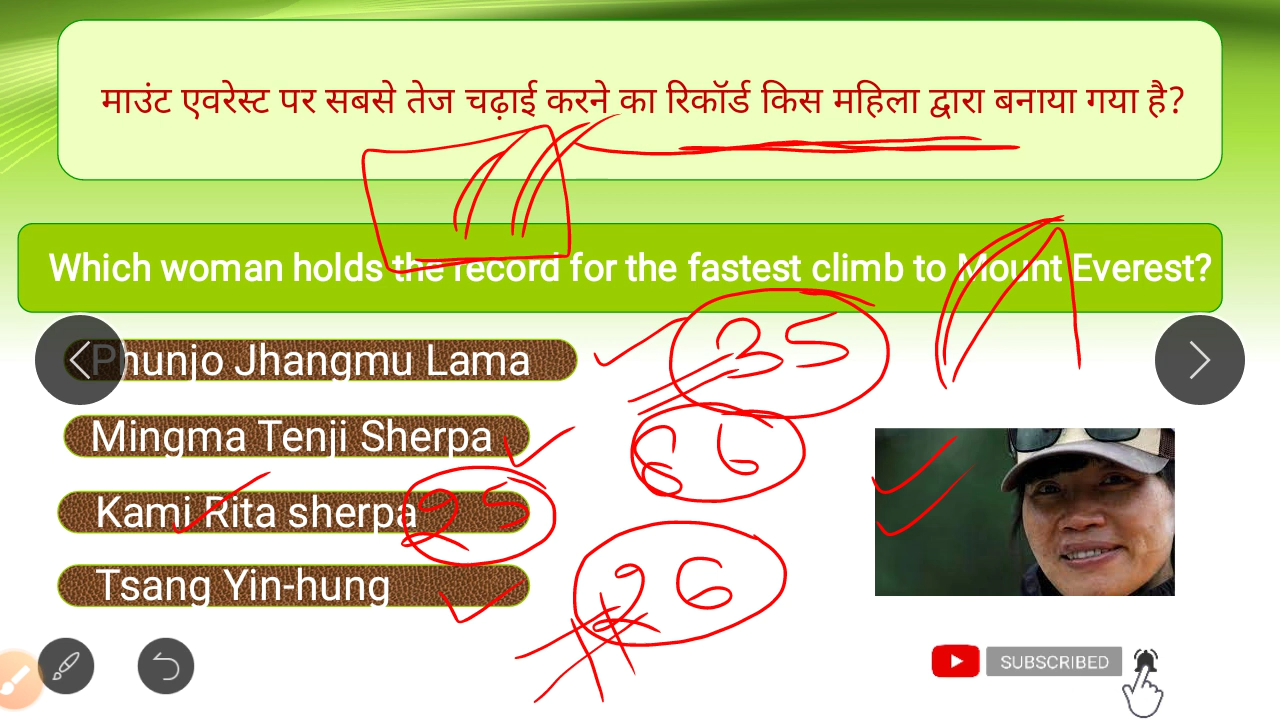 माउंट एवरेस्ट पर सबसे तेज चढ़ाई करने का रिकॉर्ड किस महिला द्वारा बनाया गया है?
Which woman holds the record for the fastest climb to Mount Everest?
Phunjo Jhangmu Lama
25
Mingma Tenji Sherpa
66
Kami Rita sherpa
25
Tsang Yin-hung
26
SUBSCRIBED